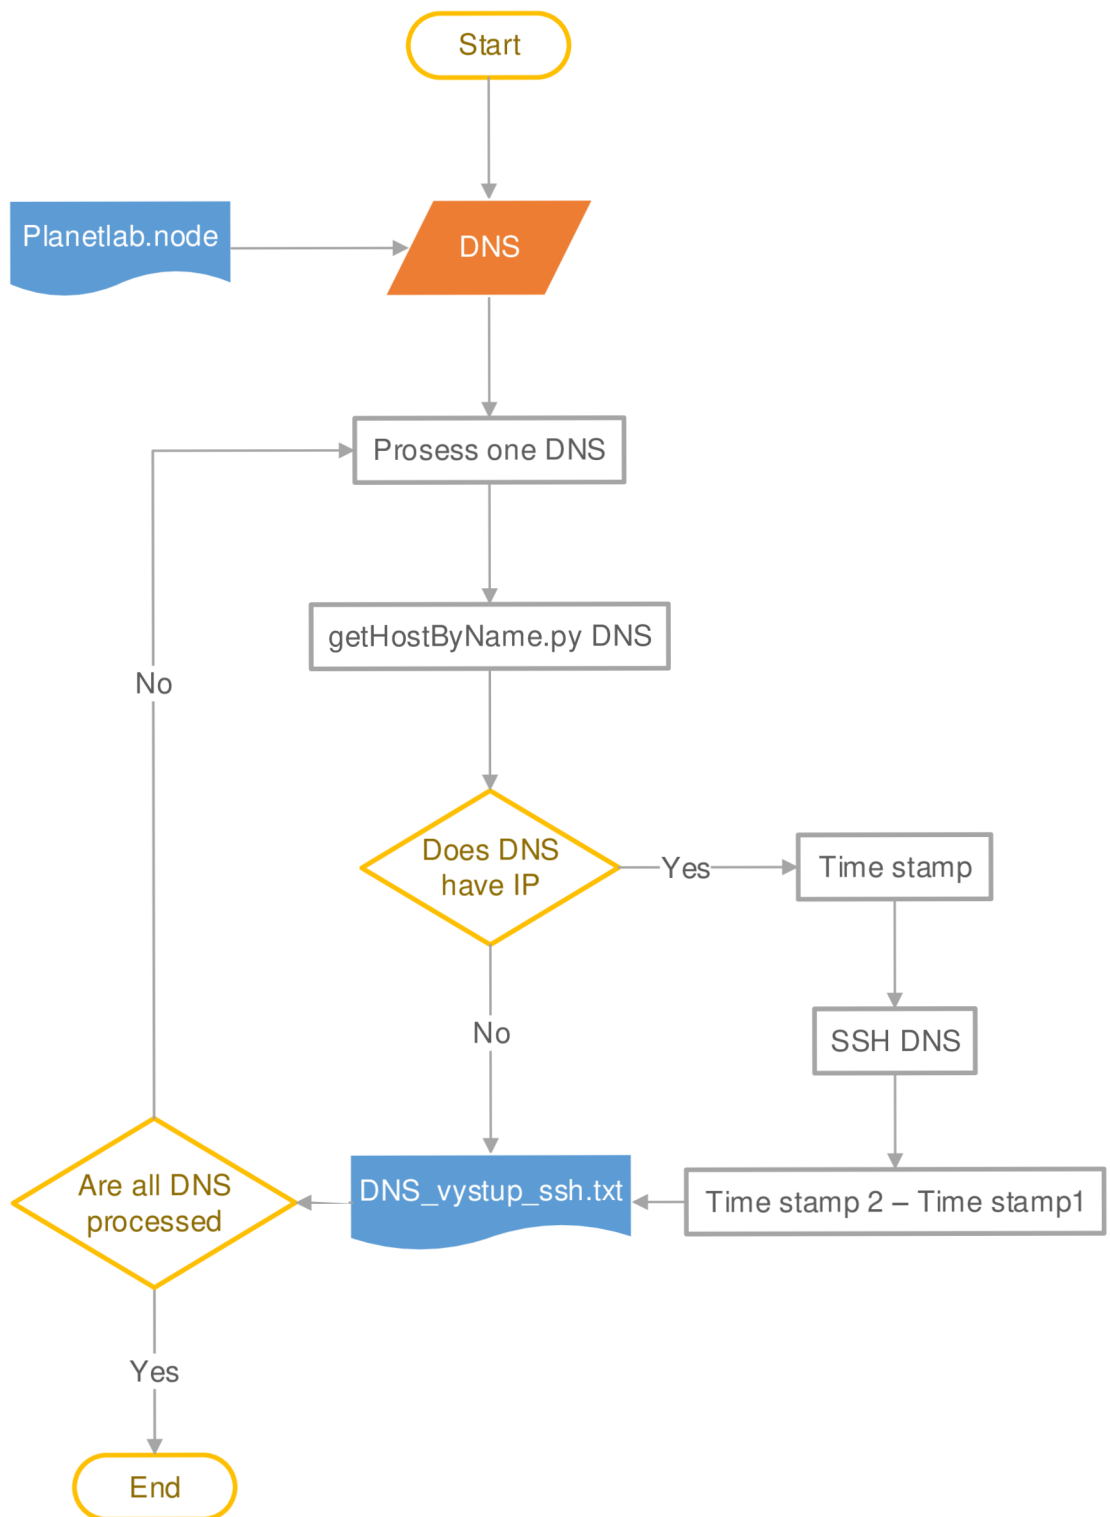 Start
Planetlab.node
DNS
Prosess one DNS
getHostByName.py DNS
No
Does DNS
have IP
Yes
Time stamp
No
SSH DNS
Are all DNS
processed
DNS_vystup_ssh.txt
Time stamp 2 – Time stamp1
Yes
End